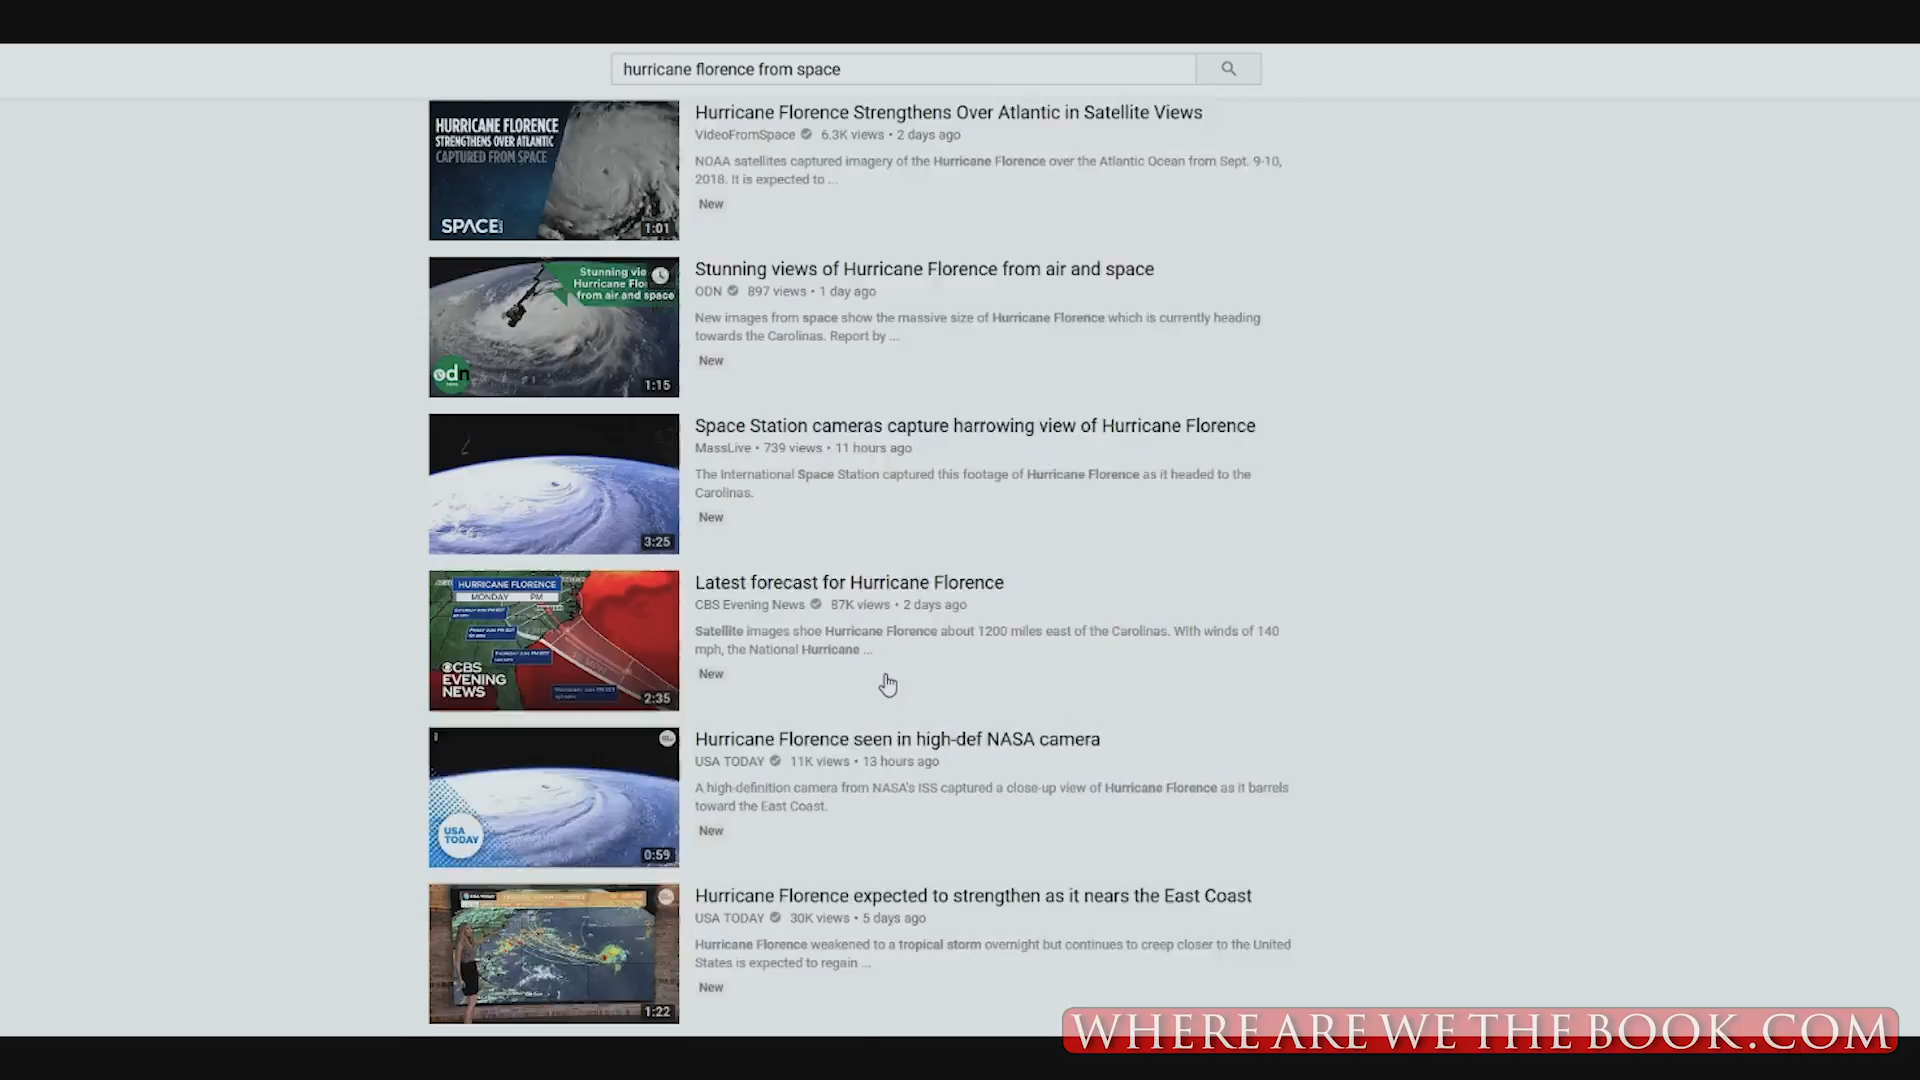 hurricane florence from space
HURRICANE FLORENCE
STRENGTHENS OVER ATLANTIC
CAPTURED FROM SPACE
SPACE
1:01
Hurricane Florence Strengthens Over Atlantic in Satellite Views
VideoFromSpace 6.3K views • 2 days ago
NOAA satellites captured imagery of the Hurricane Florence over the Atlantic Ocean from Sept. 9-10,
2018. It is expected to ...
New
Stunning vie
Hurricane Flo
from air and space
odn
1:15
Stunning views of Hurricane Florence from air and space
ODN 897 views • 1 day ago
New images from space show the massive size of Hurricane Florence which is currently heading
towards the Carolinas. Report by ...
New
3:25
Space Station cameras capture harrowing view of Hurricane Florence
MassLive • 739 views • 11 hours ago
The International Space Station captured this footage of Hurricane Florence as it headed to the
Carolinas.
New
HURRICANE FLORENCE
MONDAY PM
CBS
EVENING
NEWS
2:35
Latest forecast for Hurricane Florence
CBS Evening News 87K views • 2 days ago
Satellite images shoe Hurricane Florence about 1200 miles east of the Carolinas. With winds of 140
mph, the National Hurricane ...
New
USA
TODAY
0:59
Hurricane Florence seen in high-def NASA camera
USA TODAY 11K views • 13 hours ago
A high-definition camera from NASA's ISS captured a close-up view of Hurricane Florence as it barrels
toward the East Coast.
New
1:22
Hurricane Florence expected to strengthen as it nears the East Coast
USA TODAY 30K views • 5 days ago
Hurricane Florence weakened to a tropical storm overnight but continues to creep closer to the United
States is expected to regain ...
New
WHERE ARE WE THE BOOK.COM